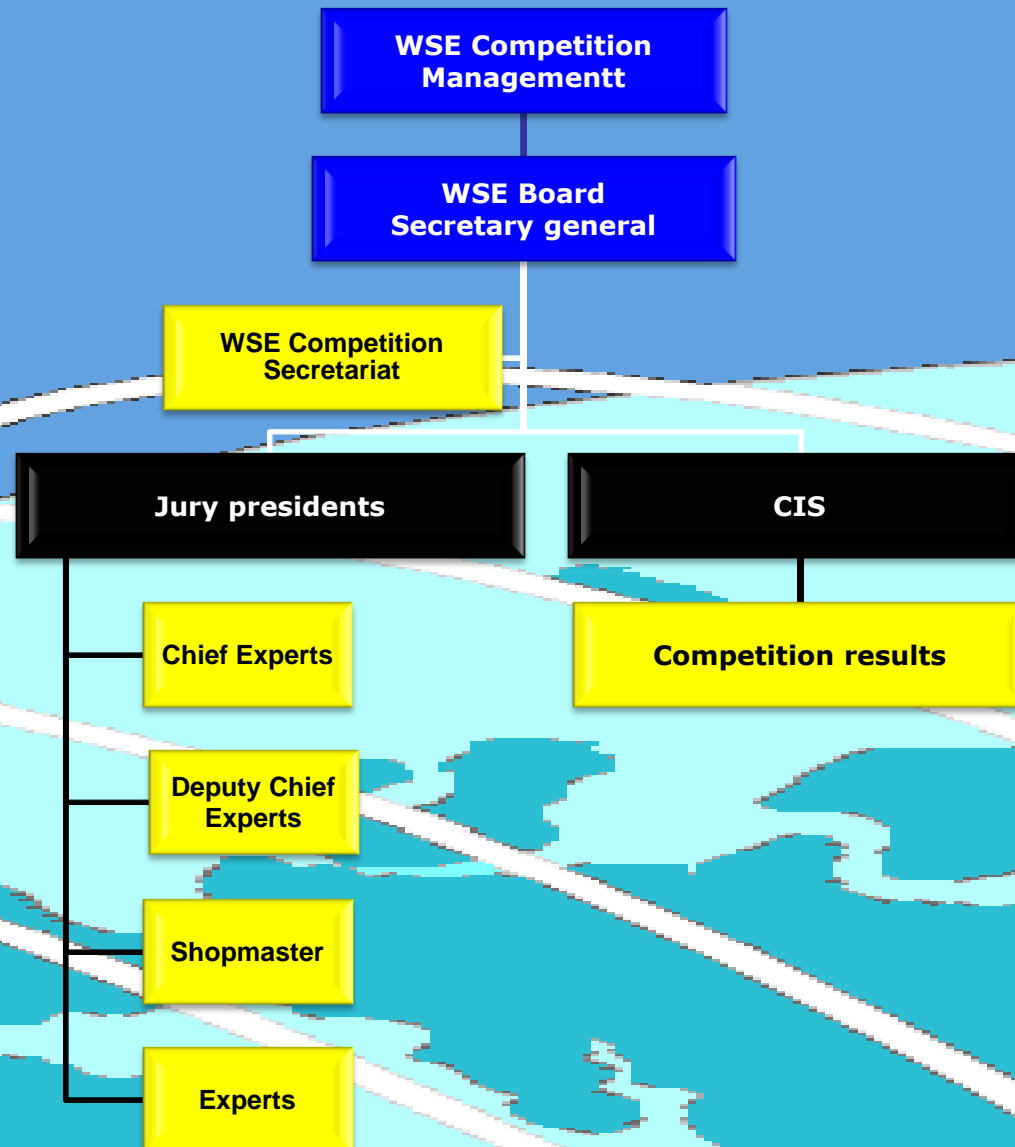 WSE Competition
Managementt
WSE Board
Secretary general
WSE Competition
Secretariat
Jury presidents
CIS
Chief Experts
Competition results
Deputy Chief
Experts
Shopmaster
Experts